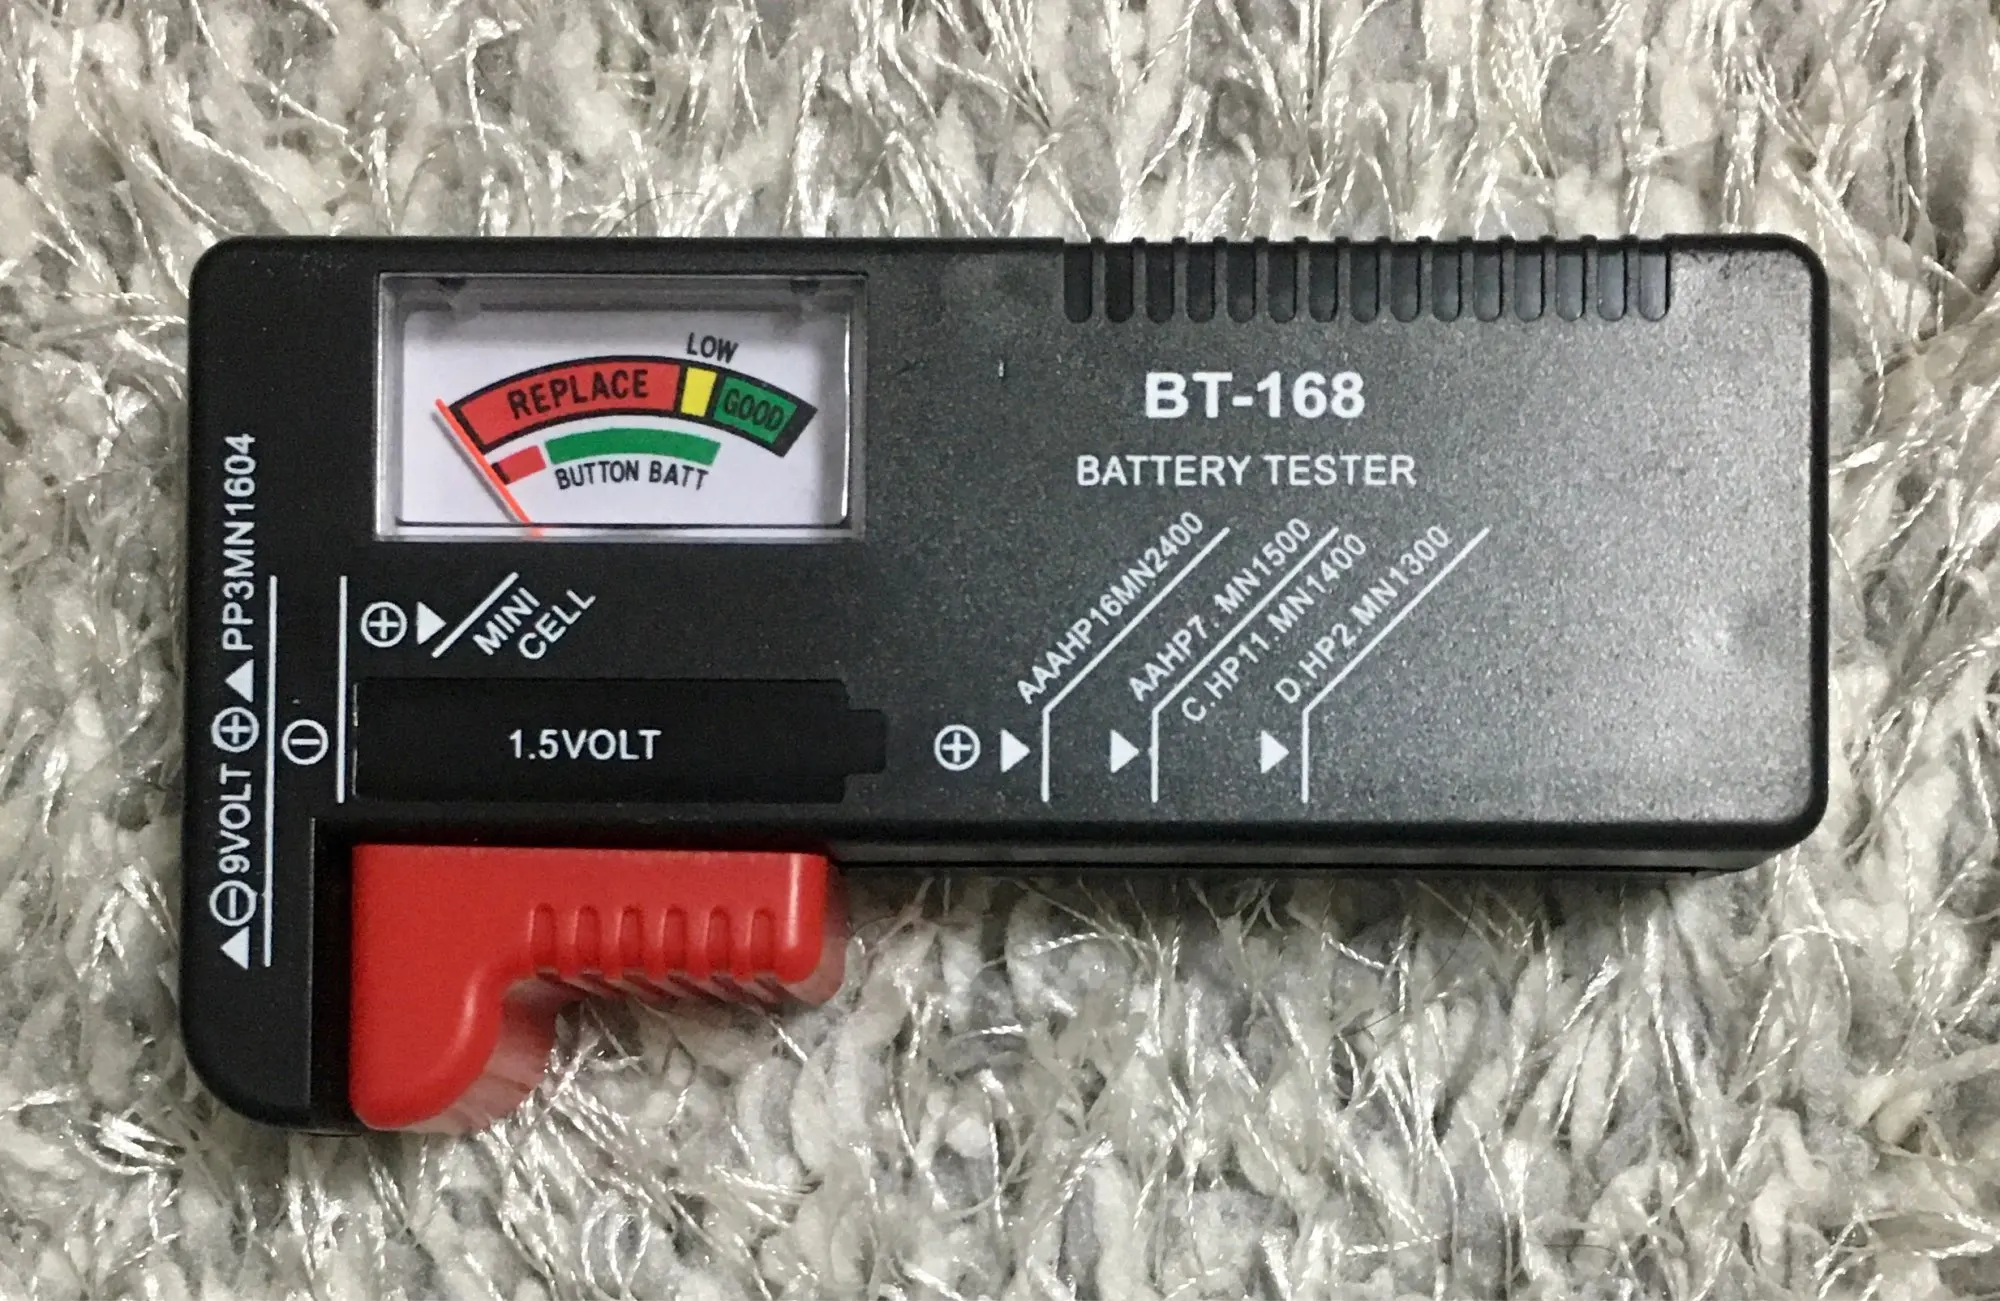 LOW
REPLACE
GOOD
BUTTON BATT
BT-168
BATTERY TESTER
AAAHP16MN2400
AAHP7. MN1500
C.HP11.MN1400
D.HP2.MN1300
⊕
MINI
CELL
1.5VOLT
⊕
⊖
⊖9VOLT⊕ PP3MN1604